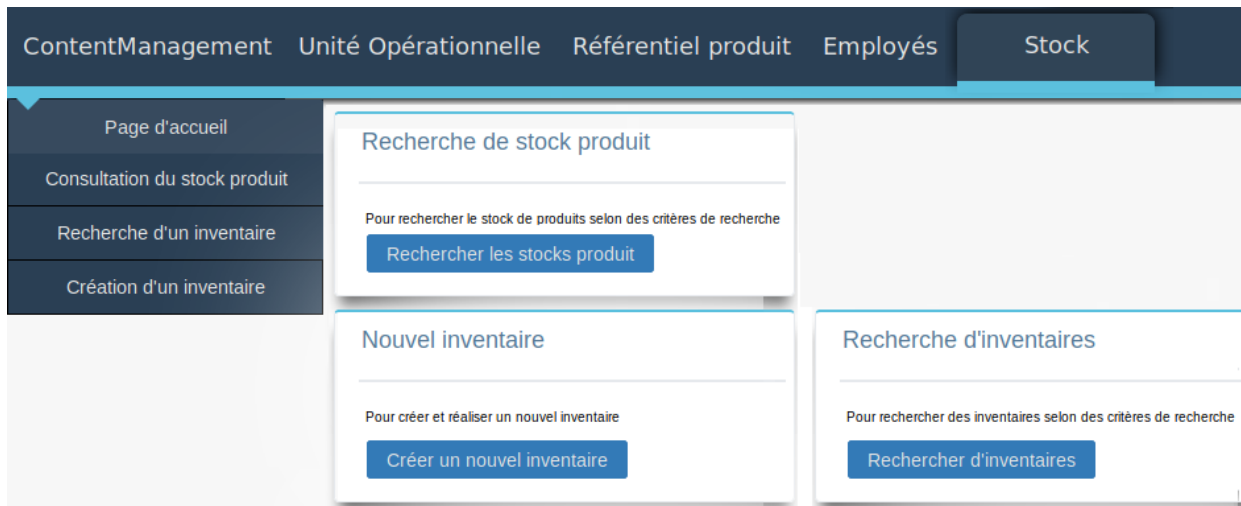 ContentManagement Unité Opérationnelle Référentiel produit Employés Stock
Page d'accueil
Consultation du stock produit
Recherche d'un inventaire
Création d'un inventaire
Recherche de stock produit
Pour rechercher le stock de produits selon des critères de recherche
Rechercher les stocks produit
Nouvel inventaire
Pour créer et réaliser un nouvel inventaire
Créer un nouvel inventaire
Recherche d'inventaires
Pour rechercher des inventaires selon des critères de recherche
Rechercher d'inventaires